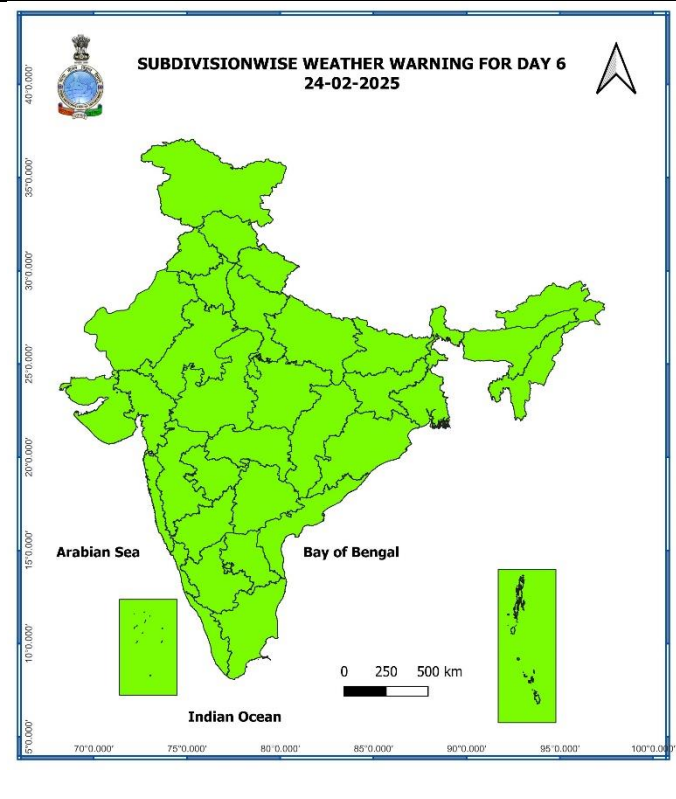 SUBDIVISIONWISE WEATHER WARNING FOR DAY 6
24-02-2025
40°0.000'
35°0.000'
30°0.000'
25°0.000'
20°0.000'
15°0.000'
10°0.000'
5°0.000'
Arabian Sea
Bay of Bengal
0 250 500 km
Indian Ocean
70°0.000' 75°0.000' 80°0.000' 85°0.000' 90°0.000' 95°0.000' 100°0.000'